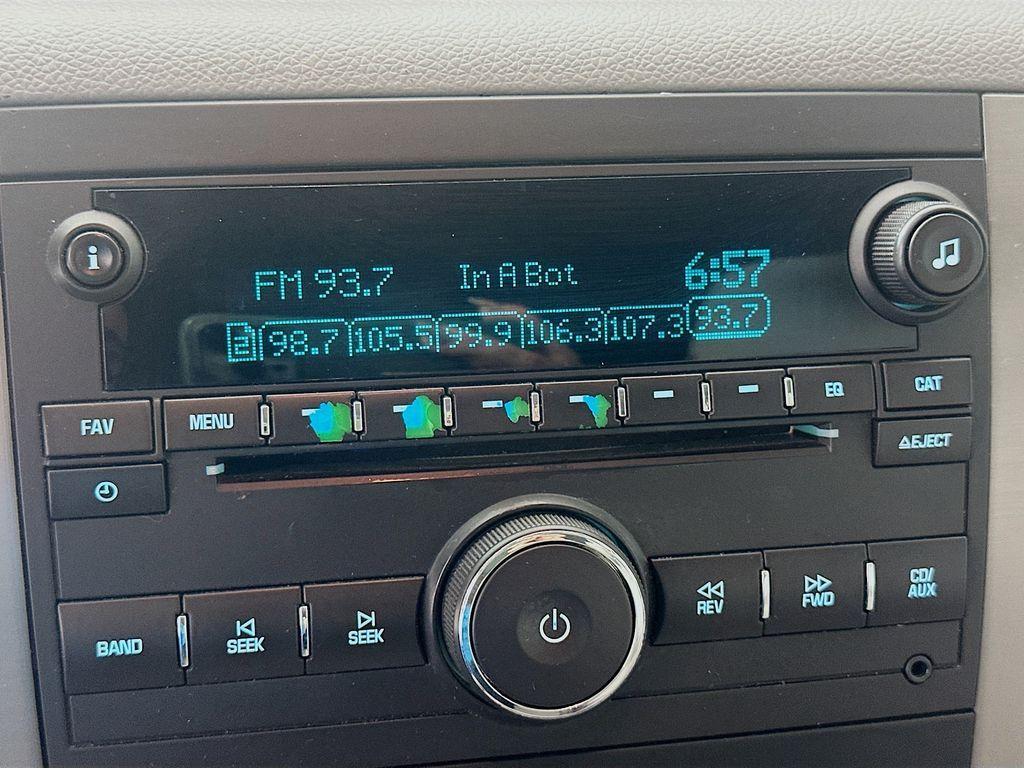 i
FM 93.7 In A Bot 6:57
2 98.7 105.5 99.9 106.3 107.3 93.7
FAV MENU EQ CAT
EJECT
BAND SEEK SEEK REV FWD CD/
AUX